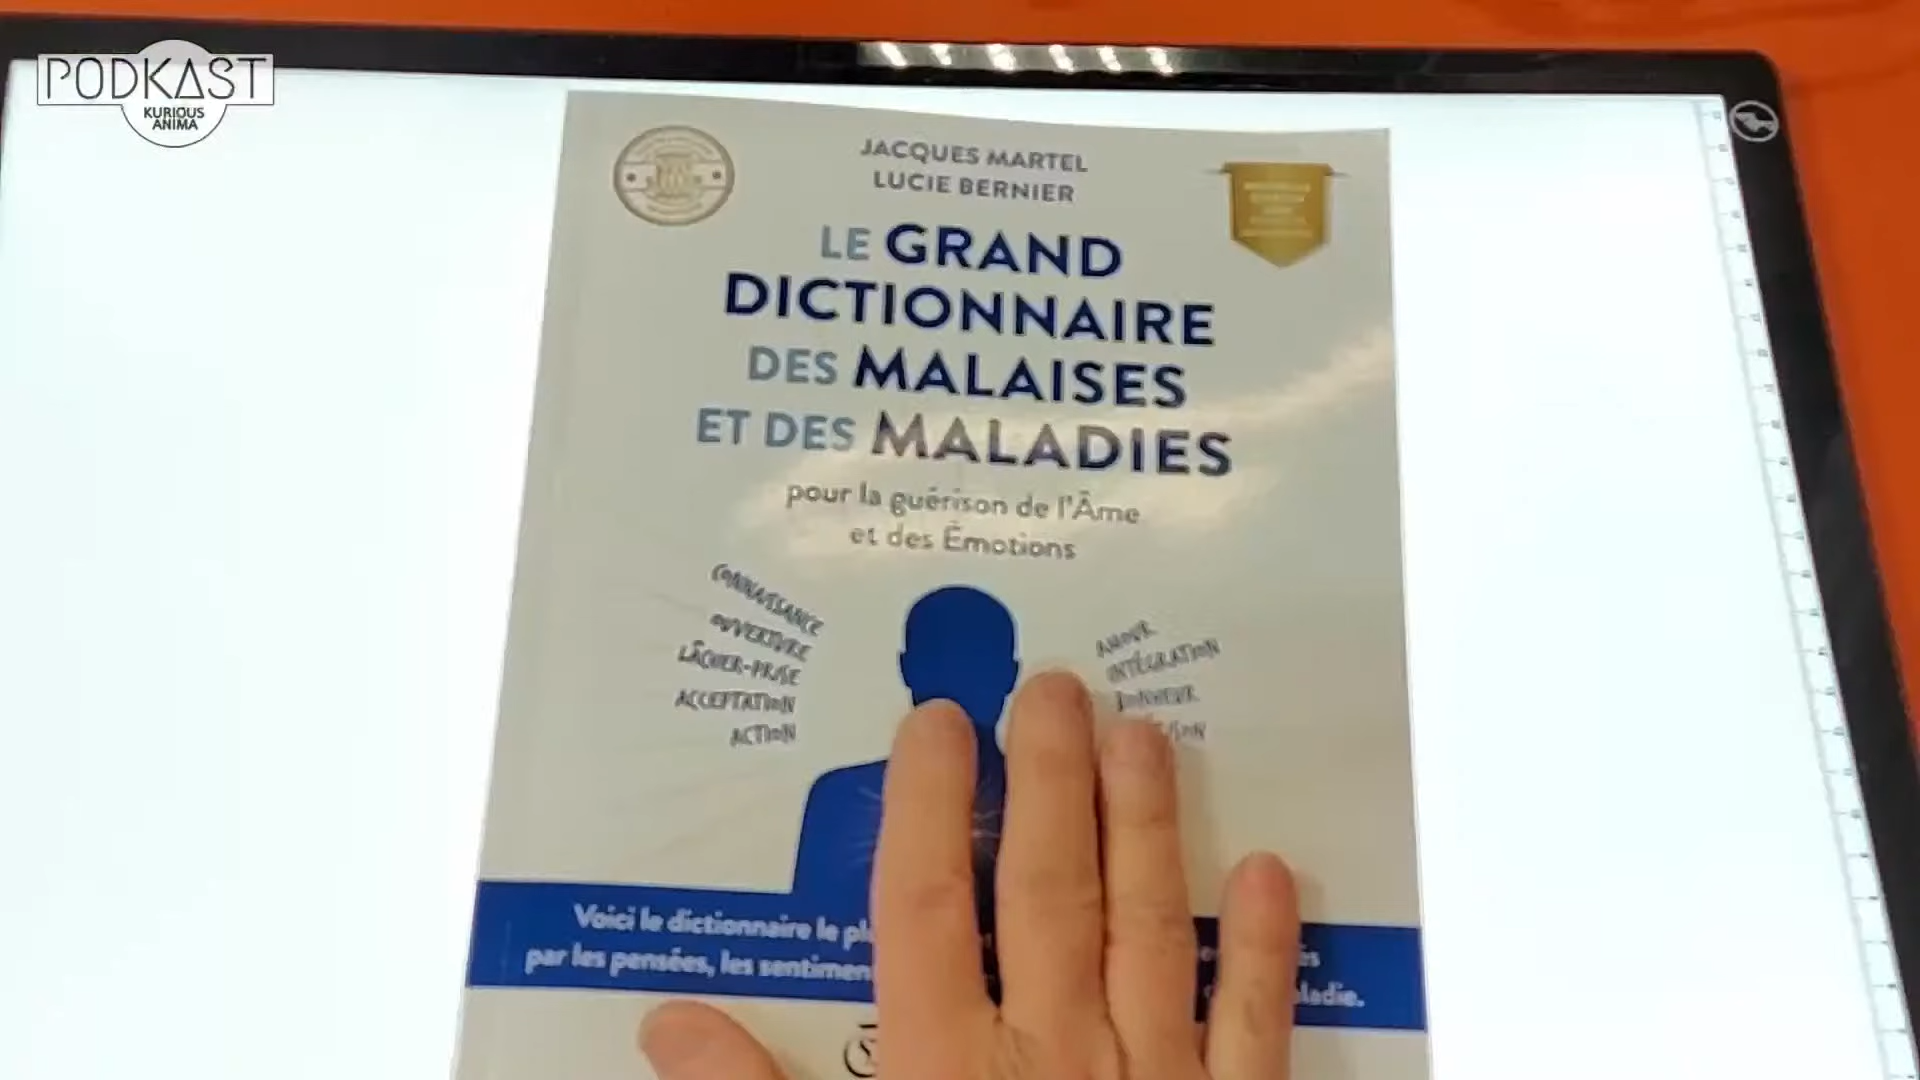 PODKAST
KURIOUS
ANIMA
JACQUES MARTEL
LUCIE BERNIER
LE GRAND
DICTIONNAIRE
DES MALAISES
ET DES MALADIES
pour la guérison de l'Âme
et des Émotions
CONNAISSANCE
OUVERTURE
LÂCHER-PRISE
ACCEPTATION
ACTION
AMOUR
INTÉGRATION
BONHEUR
Voici le dictionnaire le
par les pensées, les